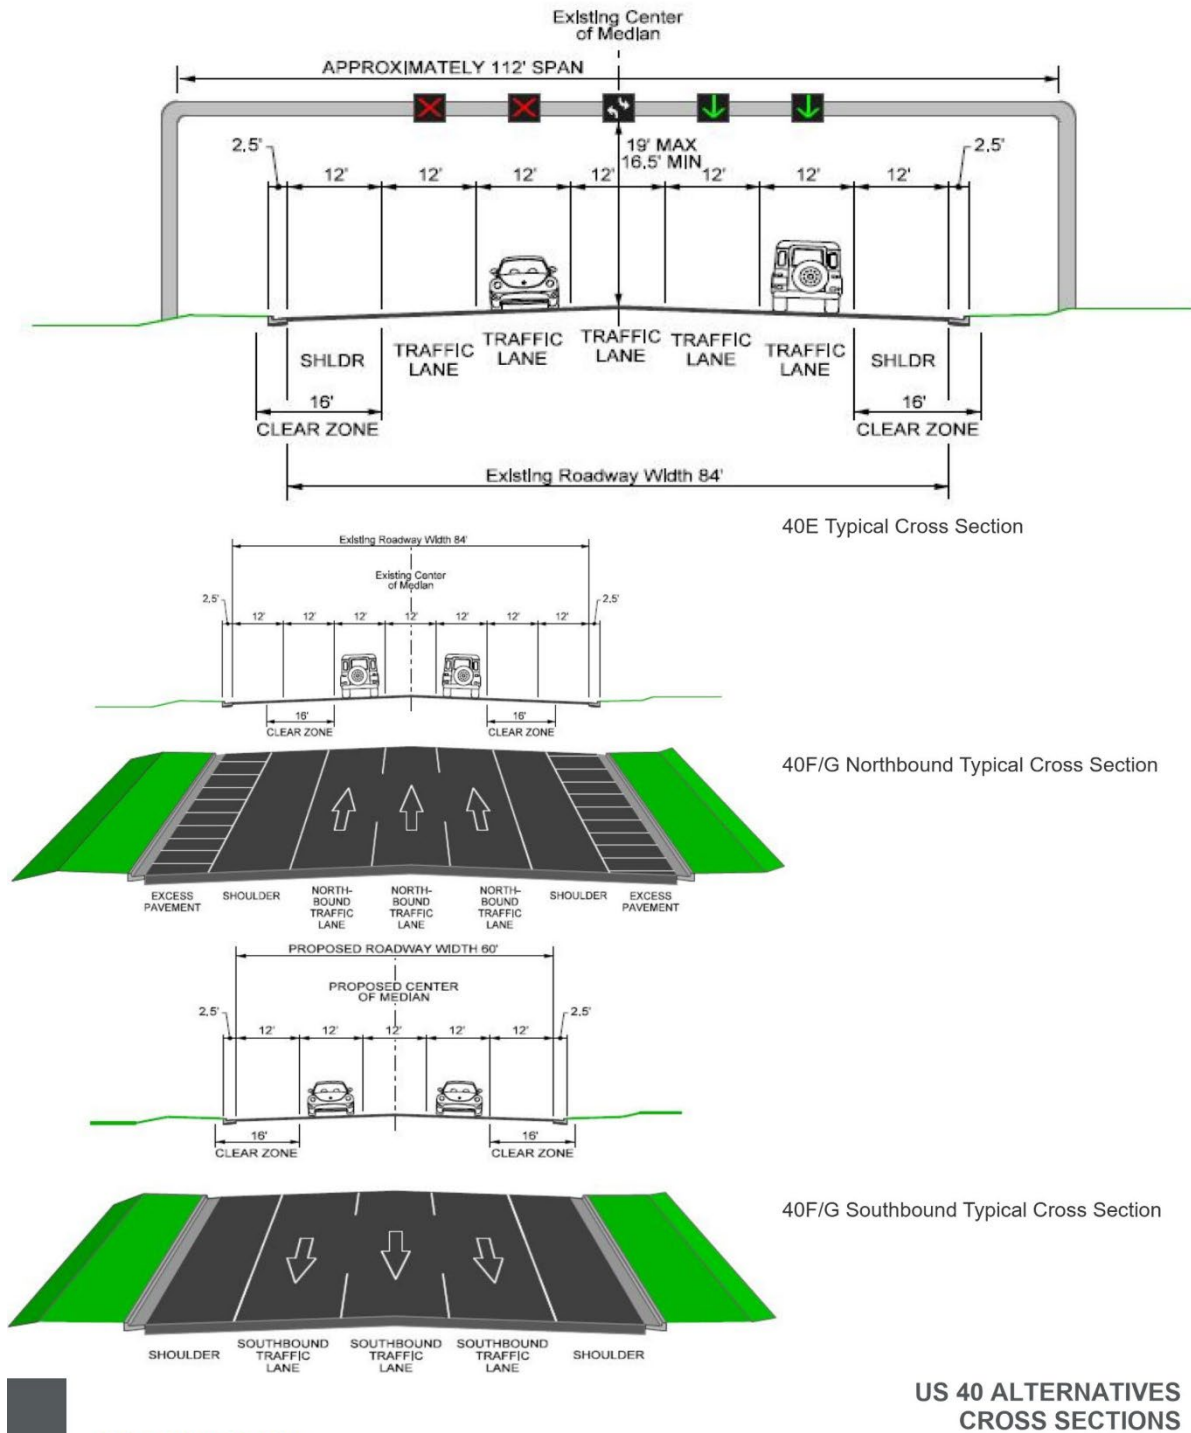 Existing Center
of Median
APPROXIMATELY 112' SPAN
19' MAX
16.5' MIN
2.5' 12' 12' 12' 12' 12' 12' 12' 2.5'
SHLDR TRAFFIC LANE TRAFFIC LANE TRAFFIC LANE TRAFFIC LANE TRAFFIC LANE SHLDR
16' 16'
CLEAR ZONE CLEAR ZONE
Existing Roadway Width 84'
40E Typical Cross Section
Existing Roadway Width 84'
Existing Center
of Median
2.5' 12' 12' 12' 12' 12' 12' 12' 2.5'
16' 16'
CLEAR ZONE CLEAR ZONE
40F/G Northbound Typical Cross Section
EXCESS PAVEMENT SHOULDER NORTH-BOUND TRAFFIC LANE NORTH-BOUND TRAFFIC LANE NORTH-BOUND TRAFFIC LANE SHOULDER EXCESS PAVEMENT
PROPOSED ROADWAY WIDTH 60'
PROPOSED CENTER
OF MEDIAN
2.5' 12' 12' 12' 12' 12' 2.5'
16' 16'
CLEAR ZONE CLEAR ZONE
40F/G Southbound Typical Cross Section
SHOULDER SOUTHBOUND TRAFFIC LANE SOUTHBOUND TRAFFIC LANE SOUTHBOUND TRAFFIC LANE SHOULDER
US 40 ALTERNATIVES
CROSS SECTIONS